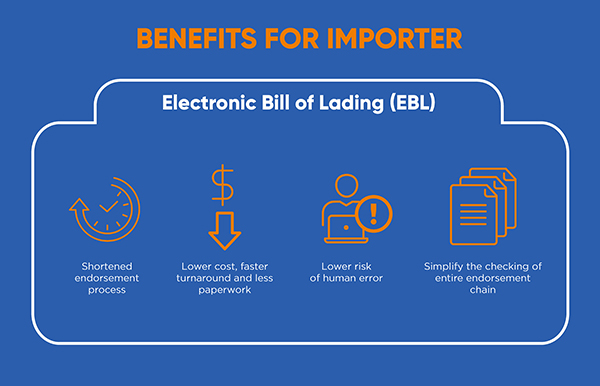 BENEFITS FOR IMPORTER
Electronic Bill of Lading (EBL)
Shortened
endorsement
process
Lower cost, faster
turnaround and less
paperwork
Lower risk
of human error
Simplify the checking of
entire endorsement
chain